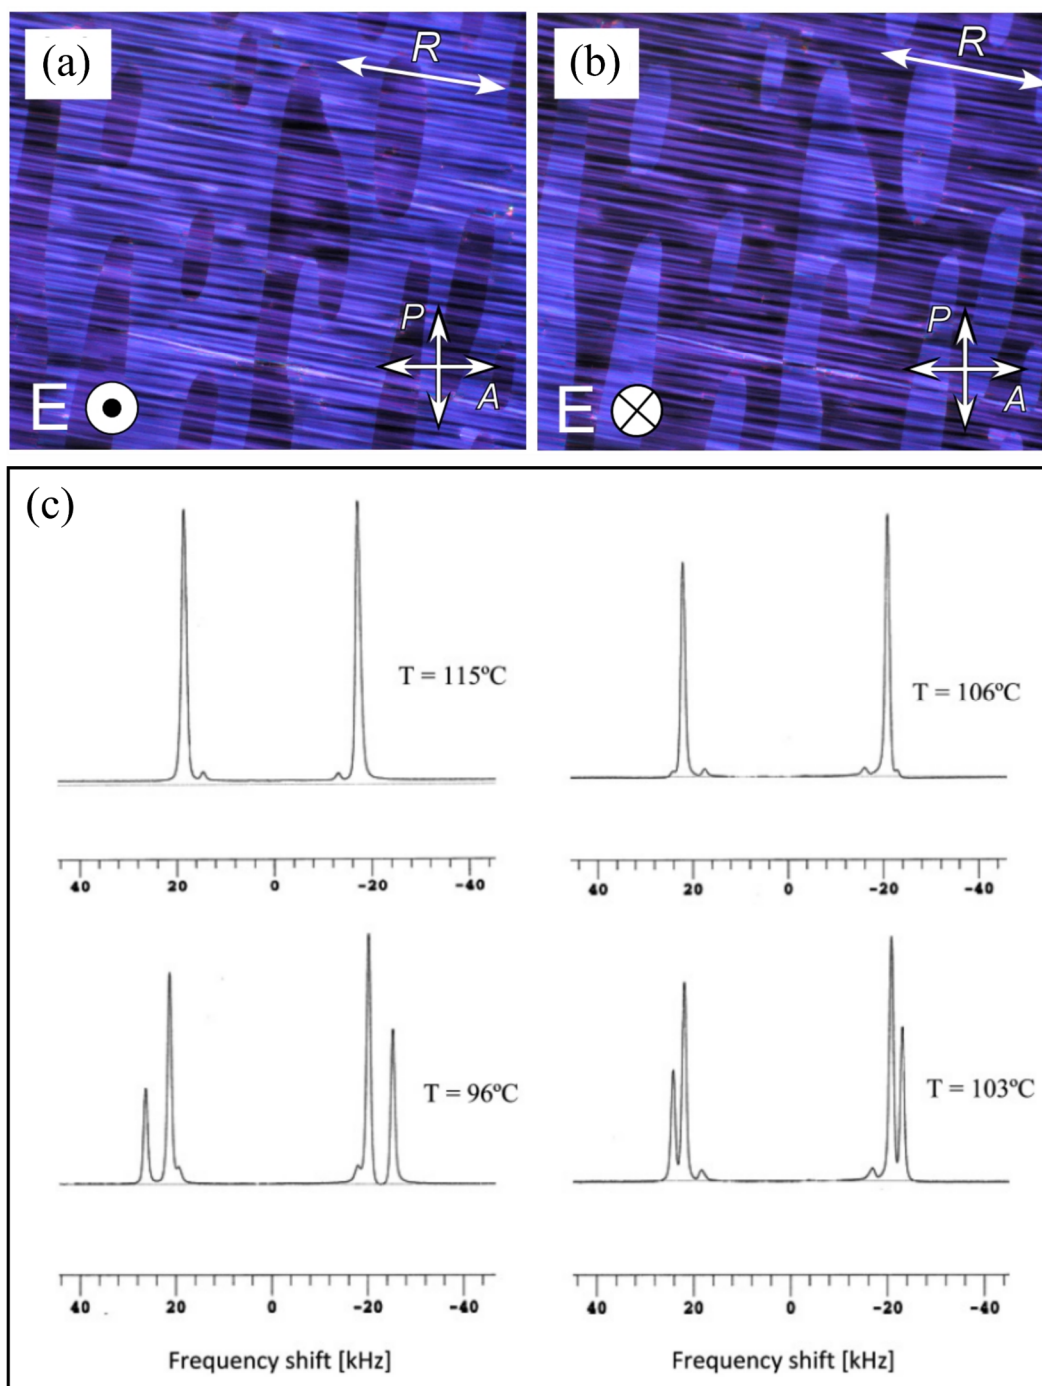 (a)
R
P
A
E
(b)
R
P
A
E
(c)
T = 115ºC
40 20 0 -20 -40
T = 106ºC
40 20 0 -20 -40
T = 96ºC
40 20 0 -20 -40
Frequency shift [kHz]
T = 103ºC
40 20 0 -20 -40
Frequency shift [kHz]